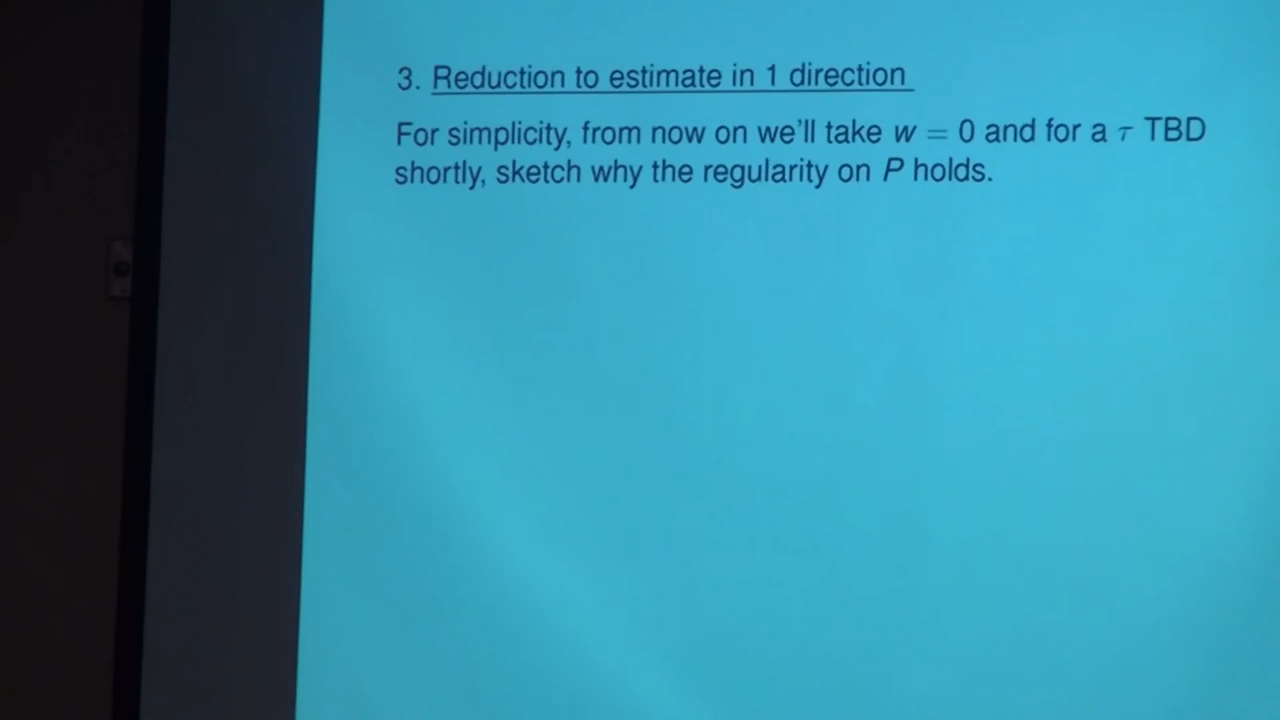 3. Reduction to estimate in 1 direction
For simplicity, from now on we'll take w = 0 and for a τ TBD
shortly, sketch why the regularity on P holds.